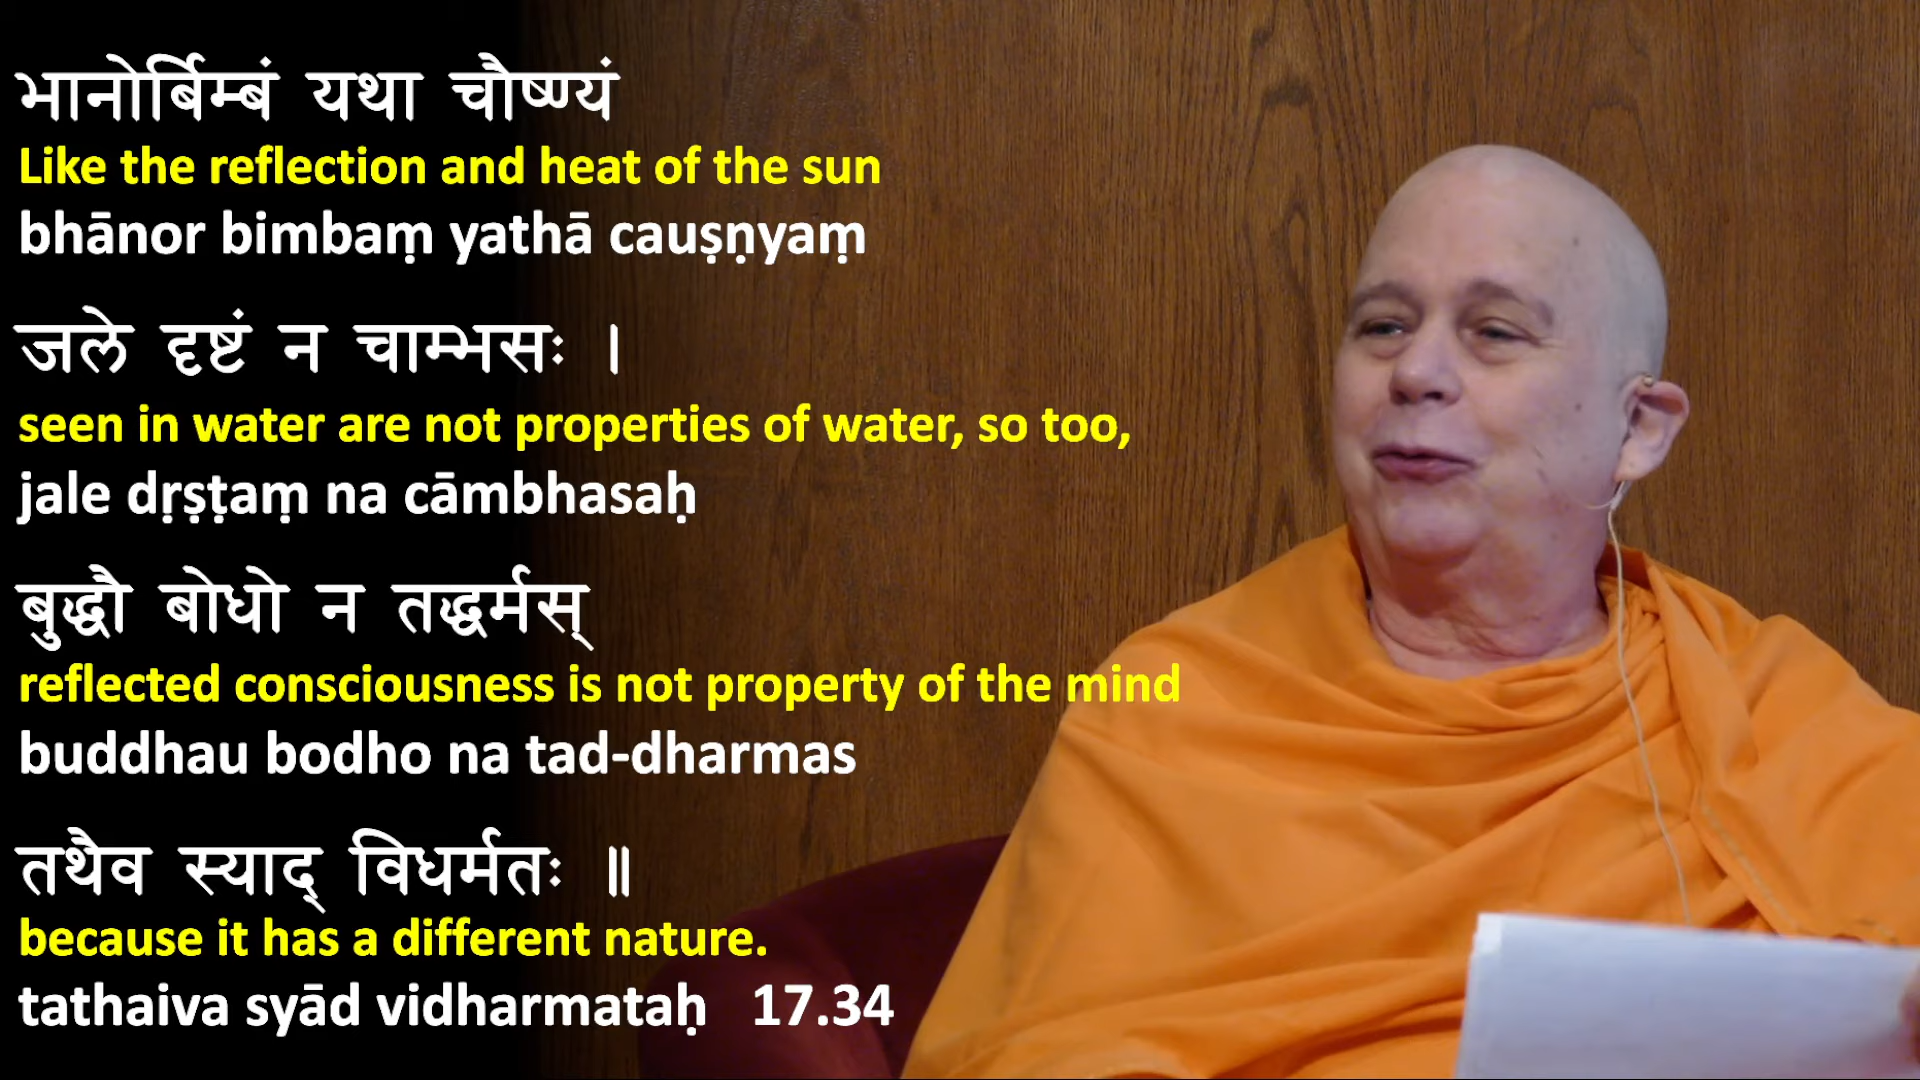 भानोर्बिम्बं यथा चौष्ण्यं
Like the reflection and heat of the sun
bhānor bimbaṃ yathā cauṣṇyaṃ
जले दृष्टं न चाम्भसः ।
seen in water are not properties of water, so too,
jale dṛṣṭaṃ na cāmbhasaḥ
बुद्धौ बोधो न तद्धर्मस्
reflected consciousness is not property of the mind
buddhau bodho na tad-dharmas
तथैव स्याद् विधर्मतः ॥
because it has a different nature.
tathaiva syād vidharmataḥ 17.34